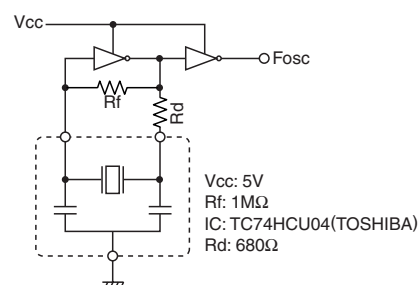 Vcc
Fosc
Rf
Rd
Vcc: 5V
Rf: 1MΩ
IC: TC74HCU04(TOSHIBA)
Rd: 680Ω